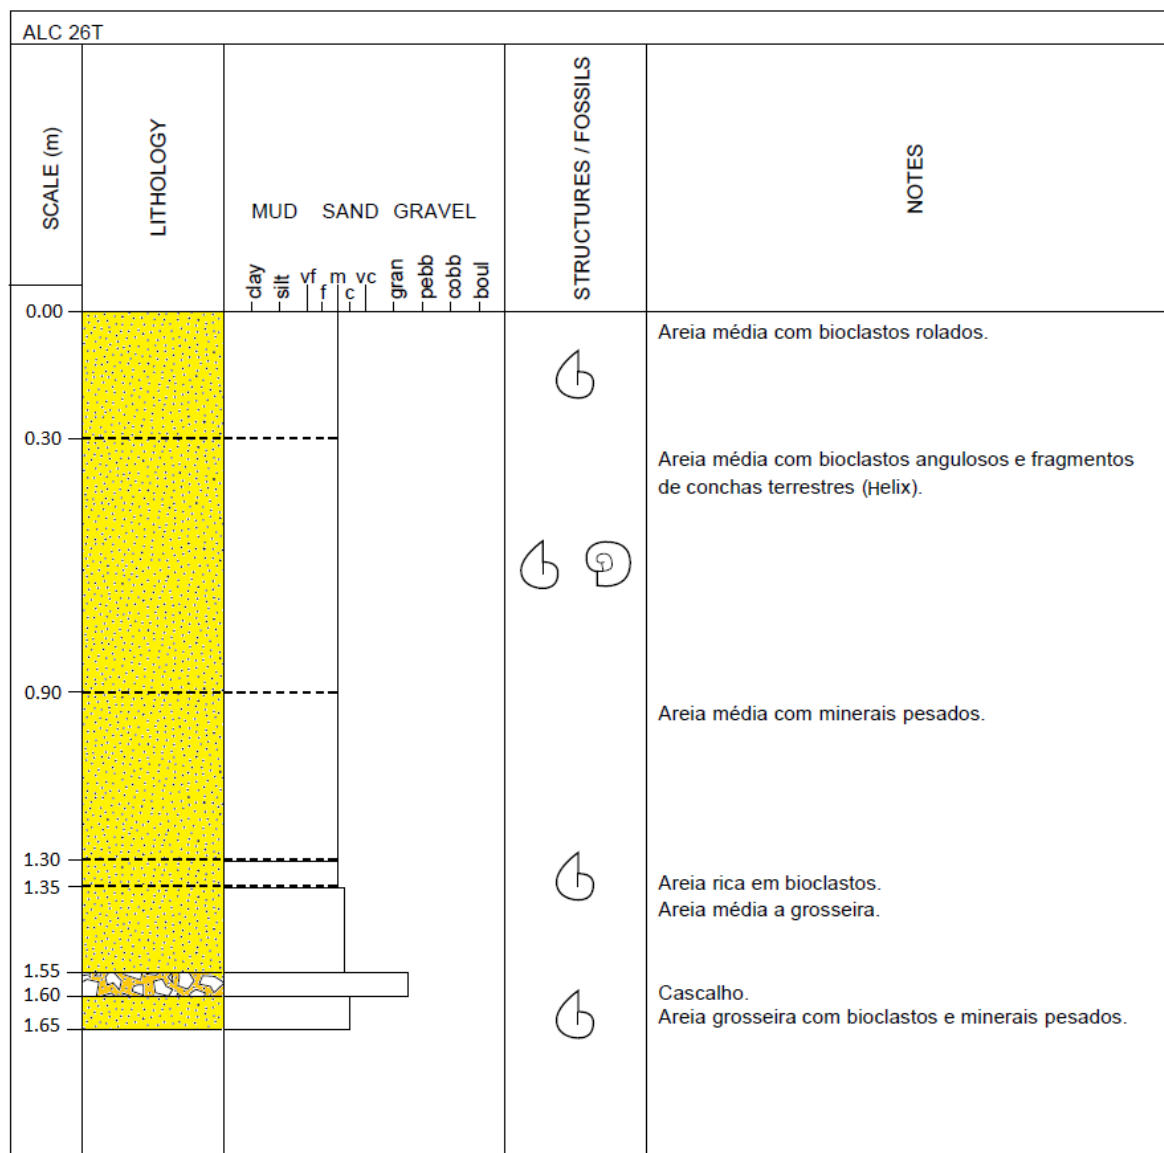 ALC 26T
SCALE (m)
LITHOLOGY
MUD SAND GRAVEL
clay silt vf f m c vc gran pebb cobb boul
STRUCTURES / FOSSILS
NOTES
0.00
Areia média com bioclastos rolados.
0.30
Areia média com bioclastos angulosos e fragmentos
de conchas terrestres (Helix).
0.90
Areia média com minerais pesados.
1.30
1.35
Areia rica em bioclastos.
Areia média a grosseira.
1.55
1.60
Cascalho.
Areia grosseira com bioclastos e minerais pesados.
1.65